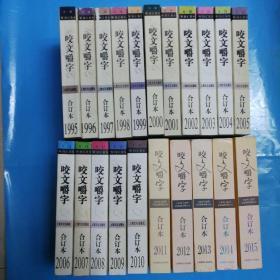 咬文嚼字 合订本 1995
咬文嚼字 合订本 1996
咬文嚼字 合订本 1997
咬文嚼字 合订本 1998
咬文嚼字 合订本 1999
咬文嚼字 合订本 2000
咬文嚼字 合订本 2001
咬文嚼字 合订本 2002
咬文嚼字 合订本 2003
咬文嚼字 合订本 2004
咬文嚼字 合订本 2005
咬文嚼字 合订本 2006
咬文嚼字 合订本 2007
咬文嚼字 合订本 2008
咬文嚼字 合订本 2009
咬文嚼字 合订本 2010
咬文嚼字 合订本 2011
咬文嚼字 合订本 2012
咬文嚼字 合订本 2013
咬文嚼字 合订本 2014
咬文嚼字 合订本 2015